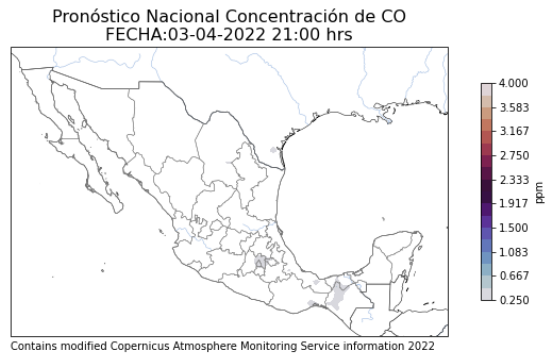 Pronóstico Nacional Concentración de CO
FECHA:03-04-2022 21:00 hrs
4.000
3.583
3.167
2.750
2.333
1.917
1.500
1.083
0.667
0.250
ppm
Contains modified Copernicus Atmosphere Monitoring Service information 2022